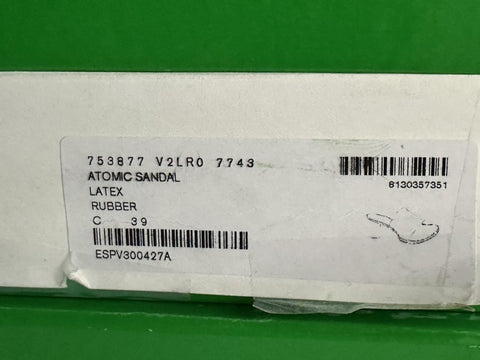 753877 V2LR0 7743
ATOMIC SANDAL
LATEX
RUBBER
C 39
ESPV300427A
8130357351